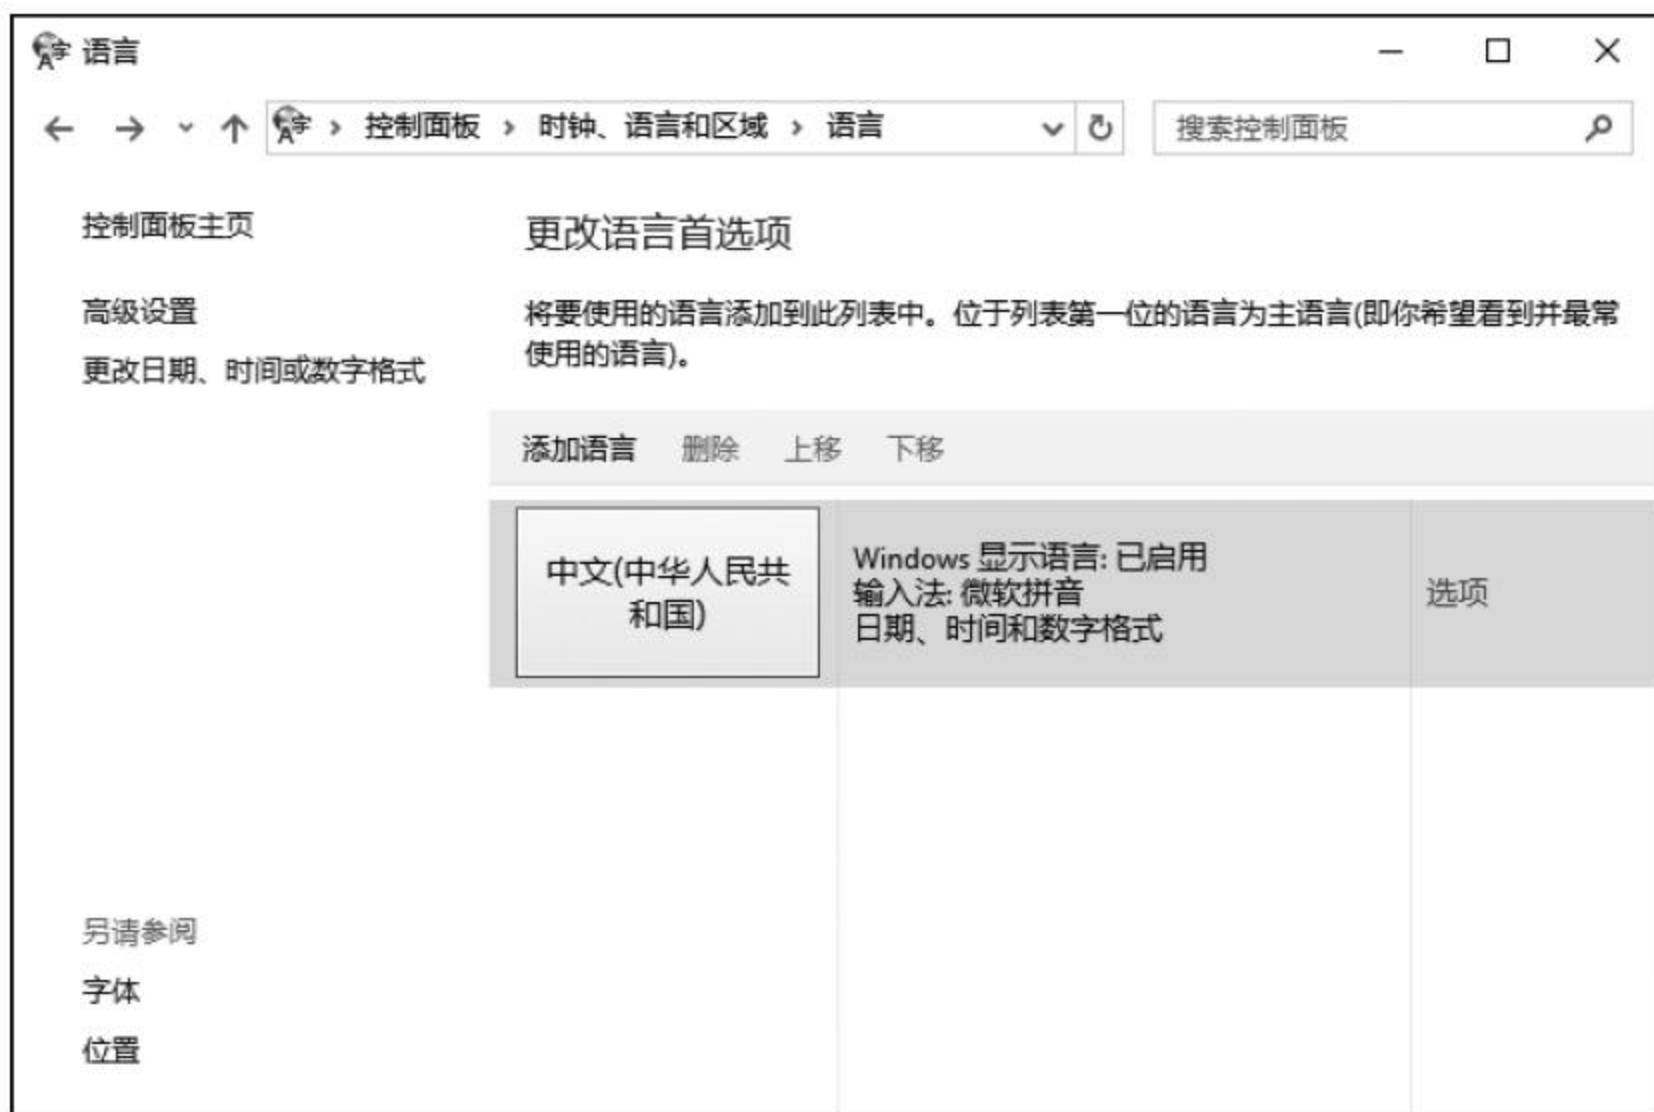 语言
控制面板 › 时钟、语言和区域 › 语言
搜索控制面板
控制面板主页
高级设置
更改日期、时间或数字格式
更改语言首选项
将要使用的语言添加到此列表中。位于列表第一位的语言为主语言(即你希望看到并最常
使用的语言)。
添加语言 删除 上移 下移
中文(中华人民共
和国)
Windows 显示语言: 已启用
输入法: 微软拼音
日期、时间和数字格式
选项
另请参阅
字体
位置